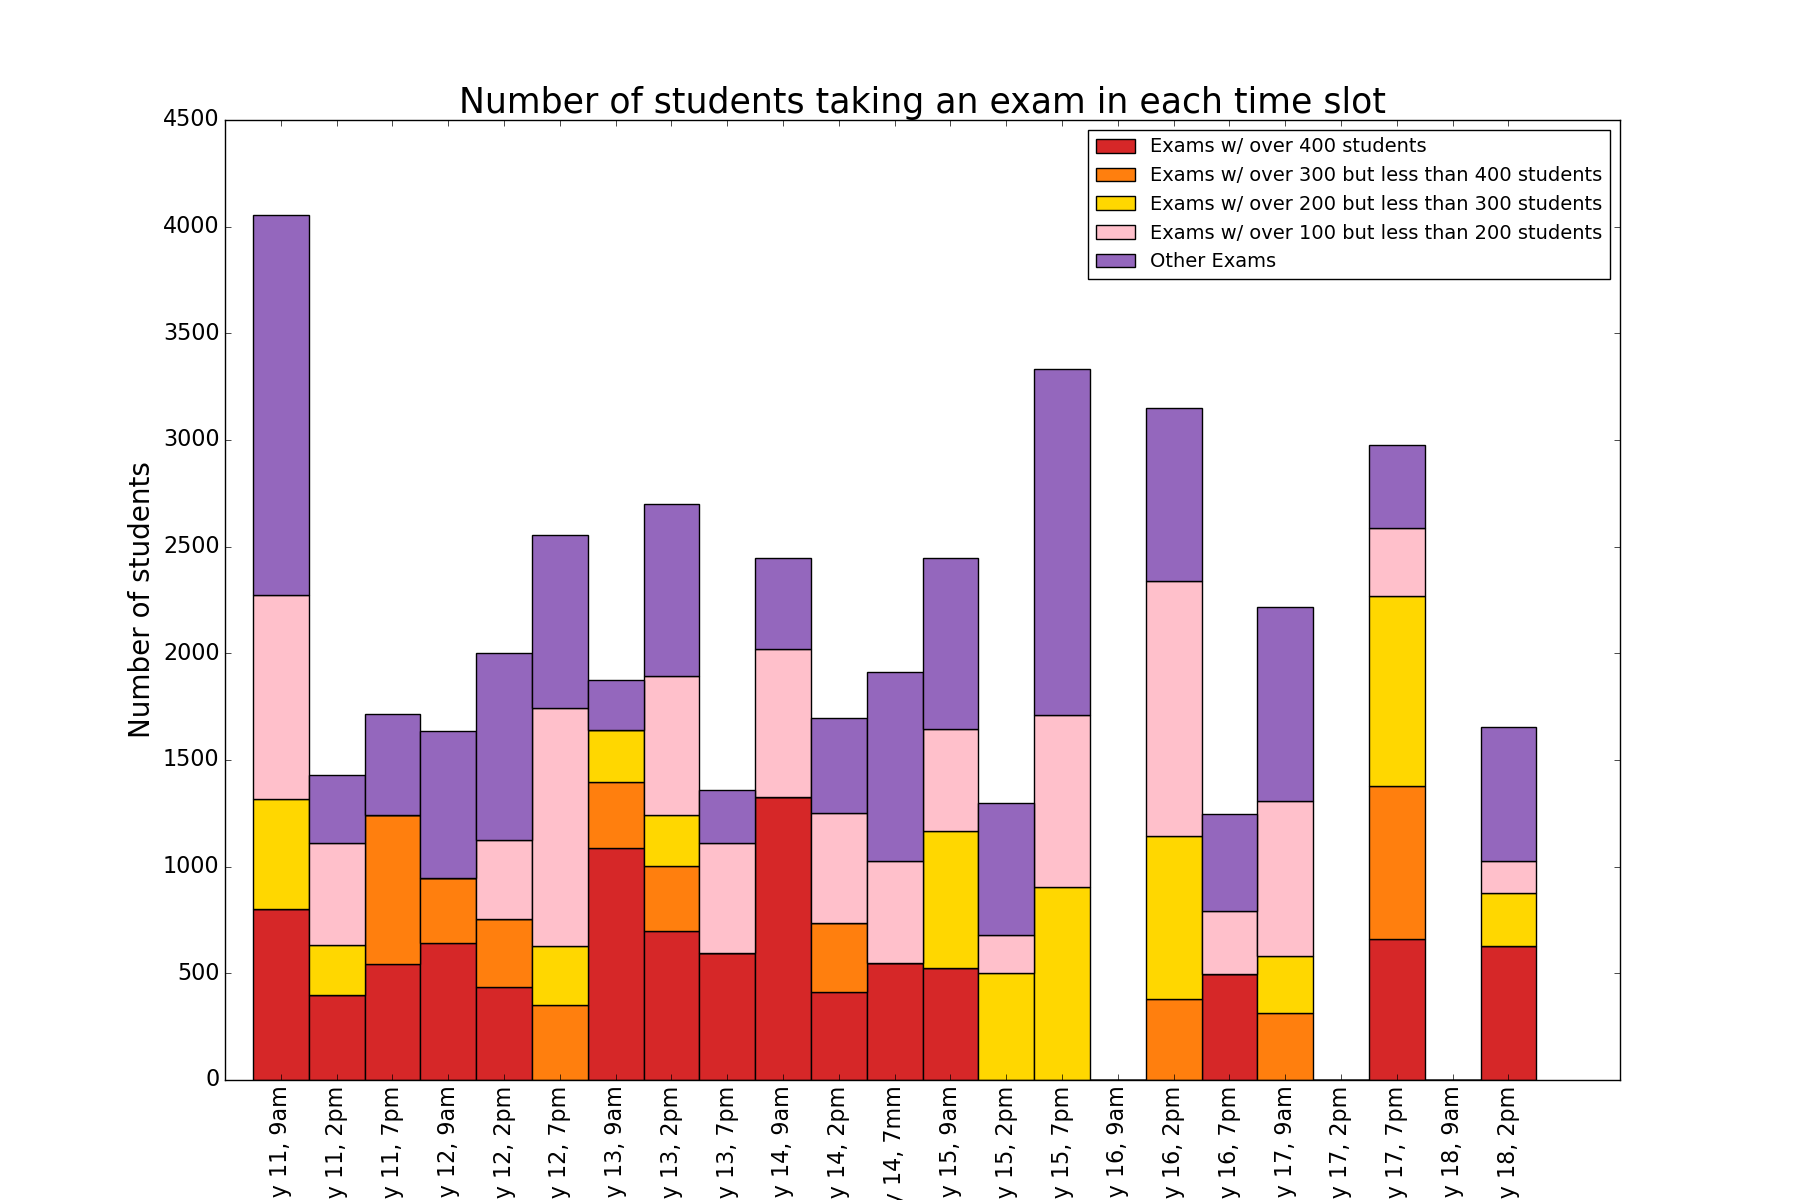 Number of students taking an exam in each time slot
Number of students
4500
4000
3500
3000
2500
2000
1500
1000
500
0
Exams w/ over 400 students
Exams w/ over 300 but less than 400 students
Exams w/ over 200 but less than 300 students
Exams w/ over 100 but less than 200 students
Other Exams
y 11, 9am
y 11, 2pm
y 11, 7pm
y 12, 9am
y 12, 2pm
y 12, 7pm
y 13, 9am
y 13, 2pm
y 13, 7pm
y 14, 9am
y 14, 2pm
y 14, 7mm
y 15, 9am
y 15, 2pm
y 15, 7pm
y 16, 9am
y 16, 2pm
y 16, 7pm
y 17, 9am
y 17, 2pm
y 17, 7pm
y 18, 9am
y 18, 2pm